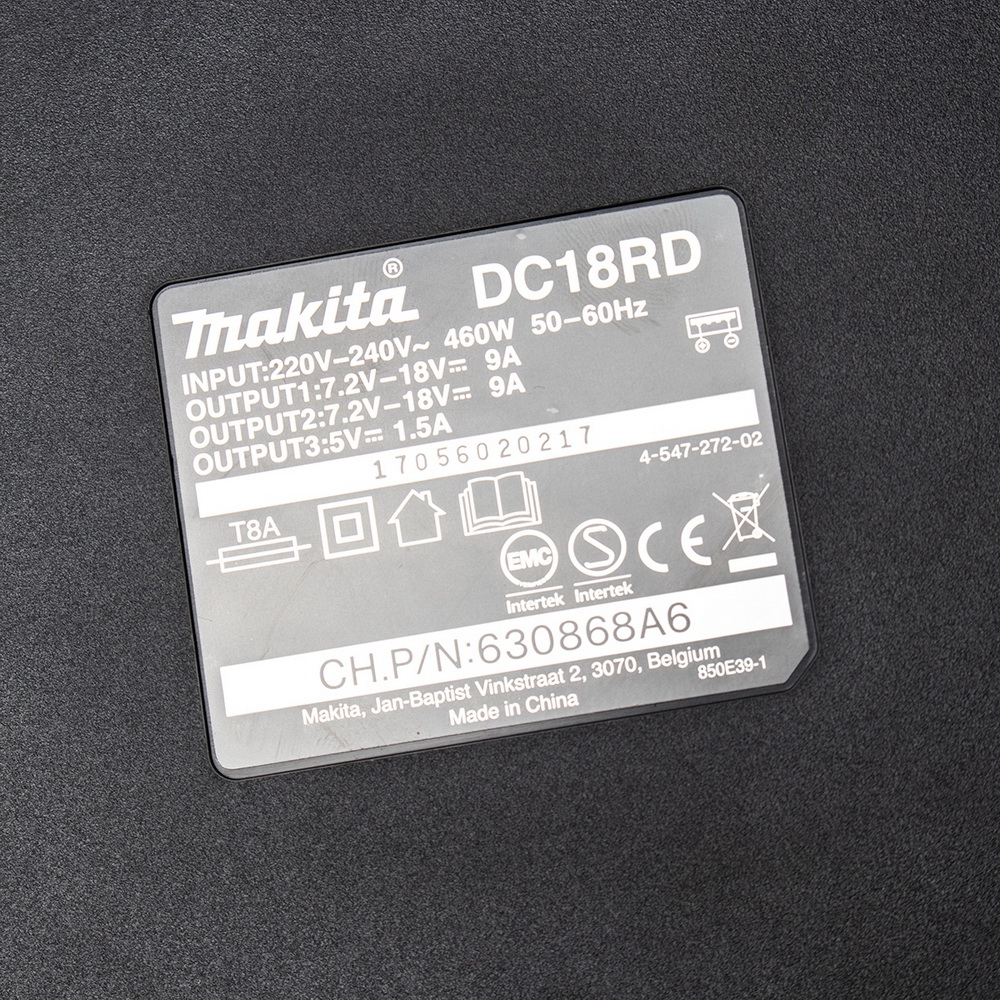 makita® DC18RD
INPUT:220V–240V~ 460W 50–60Hz
OUTPUT1:7.2V–18V⎓ 9A
OUTPUT2:7.2V–18V⎓ 9A
OUTPUT3:5V⎓ 1.5A
17056020217
4-547-272-02
T8A
EMC
Intertek
S
Intertek
CE
CH.P/N:630868A6
Makita, Jan-Baptist Vinkstraat 2, 3070, Belgium
850E39-1
Made in China